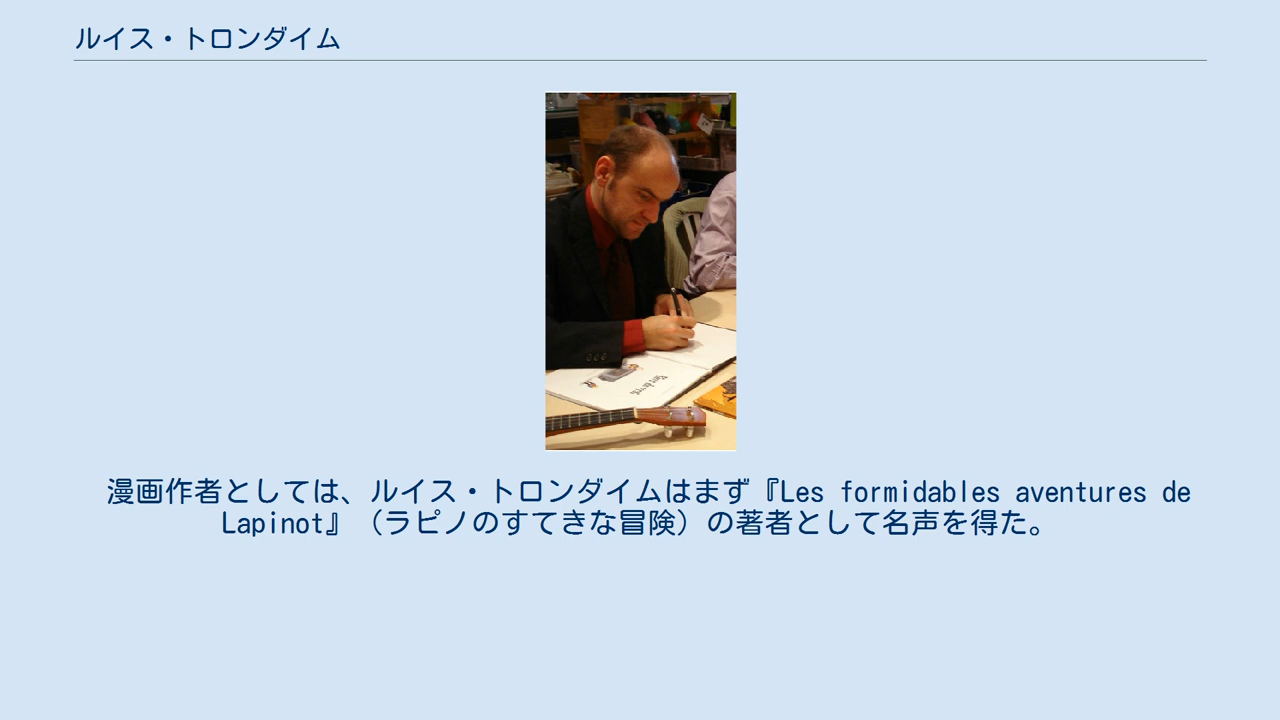 ルイス・トロンダイム
漫画作者としては、ルイス・トロンダイムはまず『Les formidables aventures de
Lapinot』（ラピノのすてきな冒険）の著者として名声を得た。